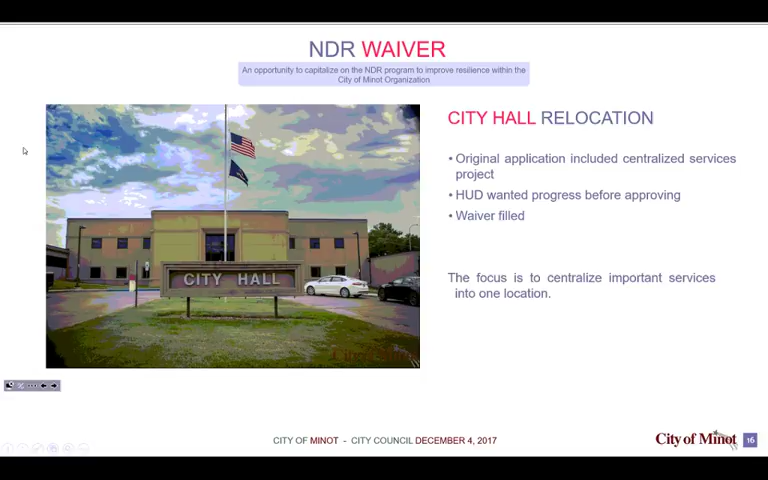 NDR WAIVER
An opportunity to capitalize on the NDR program to improve resilience within the
City of Minot Organization
CITY HALL RELOCATION
• Original application included centralized services
project
• HUD wanted progress before approving
• Waiver filled
The focus is to centralize important services
into one location.
CITY HALL
City of Minot
CITY OF MINOT - CITY COUNCIL DECEMBER 4, 2017
City of Minot
16